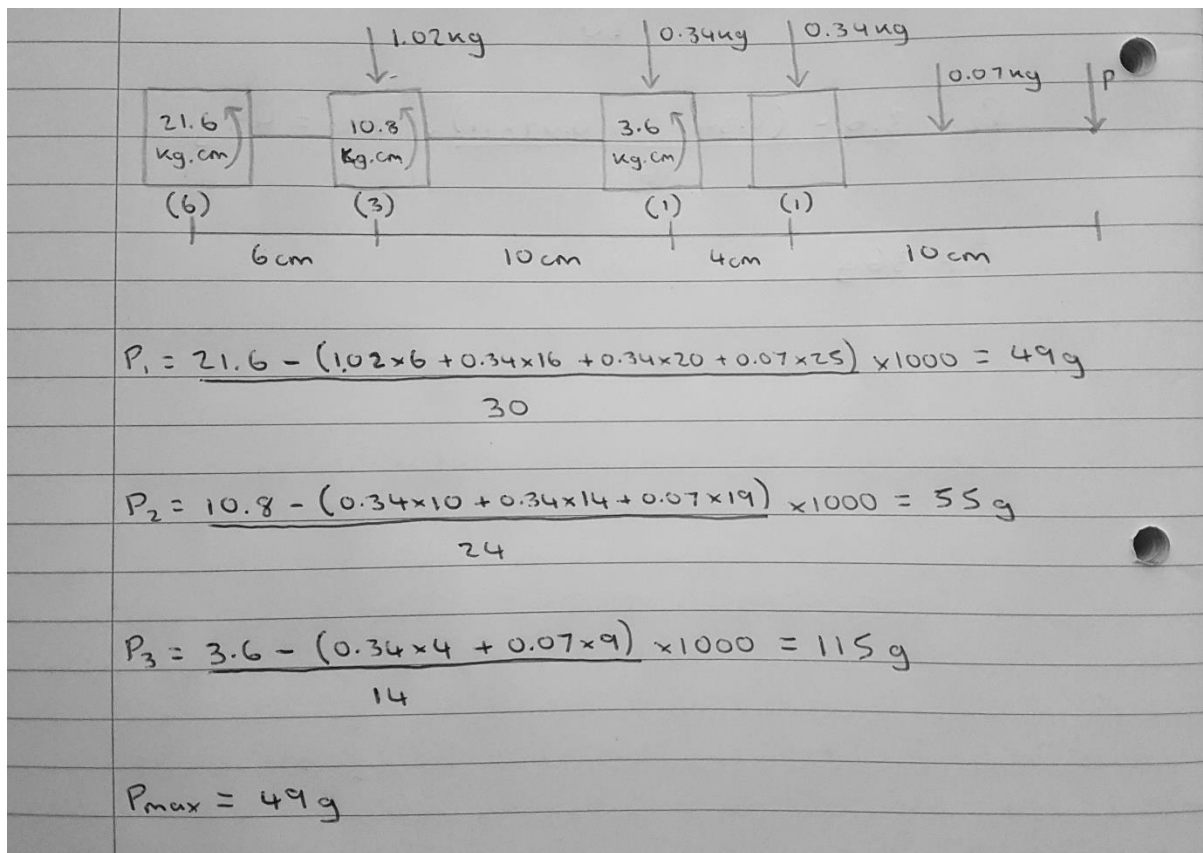 1.02kg 0.34kg 0.34kg
0.07kg P
21.6 kg.cm 10.8 kg.cm 3.6 kg.cm
(6) (3) (1) (1)
6cm 10cm 4cm 10cm
P₁ = 21.6 - (1.02×6 + 0.34×16 + 0.34×20 + 0.07×25) ×1000 = 49g
30
P₂ = 10.8 - (0.34×10 + 0.34×14 + 0.07×19) ×1000 = 55g
24
P₃ = 3.6 - (0.34×4 + 0.07×9) ×1000 = 115g
14
Pmax = 49g